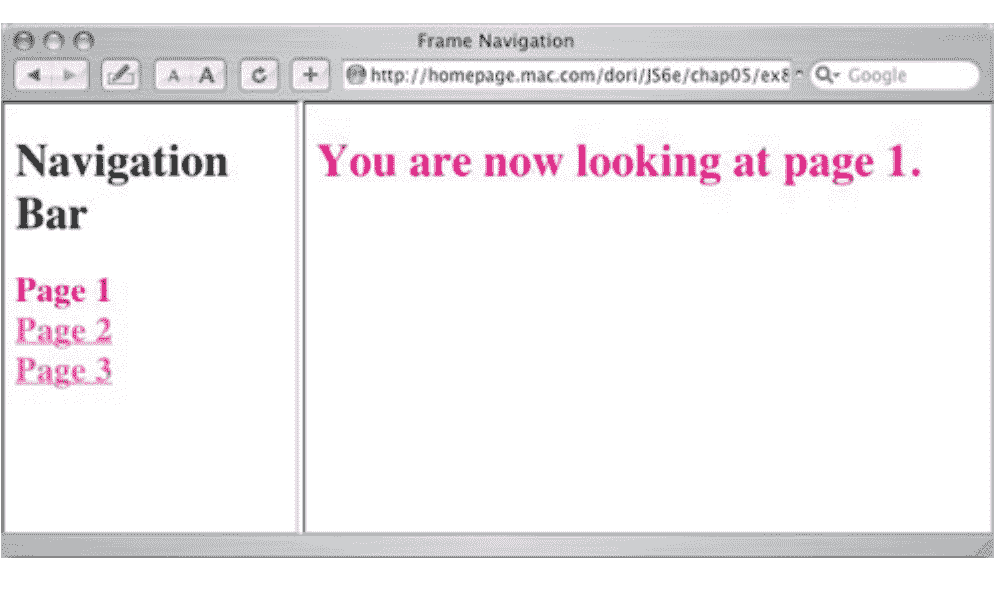 Frame Navigation
A A
http://homepage.mac.com/dori/JS6e/chap05/ex8
Google
Navigation
Bar
Page 1
Page 2
Page 3
You are now looking at page 1.